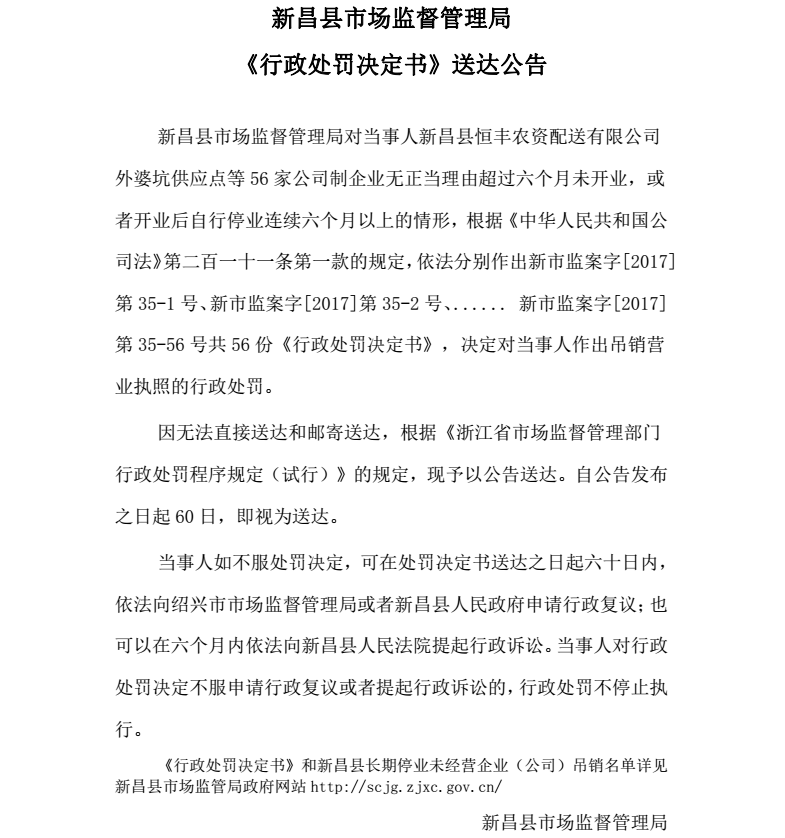 新昌县市场监督管理局
《行政处罚决定书》送达公告
新昌县市场监督管理局对当事人新昌县恒丰农资配送有限公司
外婆坑供应点等 56 家公司制企业无正当理由超过六个月未开业，或
者开业后自行停业连续六个月以上的情形，根据《中华人民共和国公
司法》第二百一十一条第一款的规定，依法分别作出新市监案字[2017]
第 35-1 号、新市监案字[2017]第 35-2 号、...... 新市监案字[2017]
第 35-56 号共 56 份《行政处罚决定书》，决定对当事人作出吊销营
业执照的行政处罚。
因无法直接送达和邮寄送达，根据《浙江省市场监督管理部门
行政处罚程序规定（试行）》的规定，现予以公告送达。自公告发布
之日起 60 日，即视为送达。
当事人如不服处罚决定，可在处罚决定书送达之日起六十日内，
依法向绍兴市市场监督管理局或者新昌县人民政府申请行政复议；也
可以在六个月内依法向新昌县人民法院提起行政诉讼。当事人对行政
处罚决定不服申请行政复议或者提起行政诉讼的，行政处罚不停止执
行。
《行政处罚决定书》和新昌县长期停业未经营企业（公司）吊销名单详见
新昌县市场监管局政府网站 http://scjg.zjxc.gov.cn/
新昌县市场监督管理局